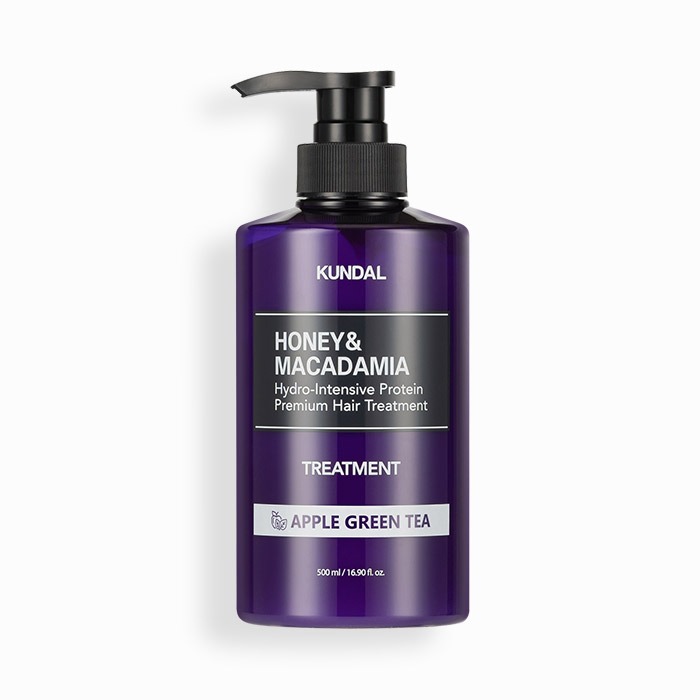 KUNDAL
HONEY&
MACADAMIA
Hydro-Intensive Protein
Premium Hair Treatment
TREATMENT
APPLE GREEN TEA
500 ml / 16.90 fl. oz.